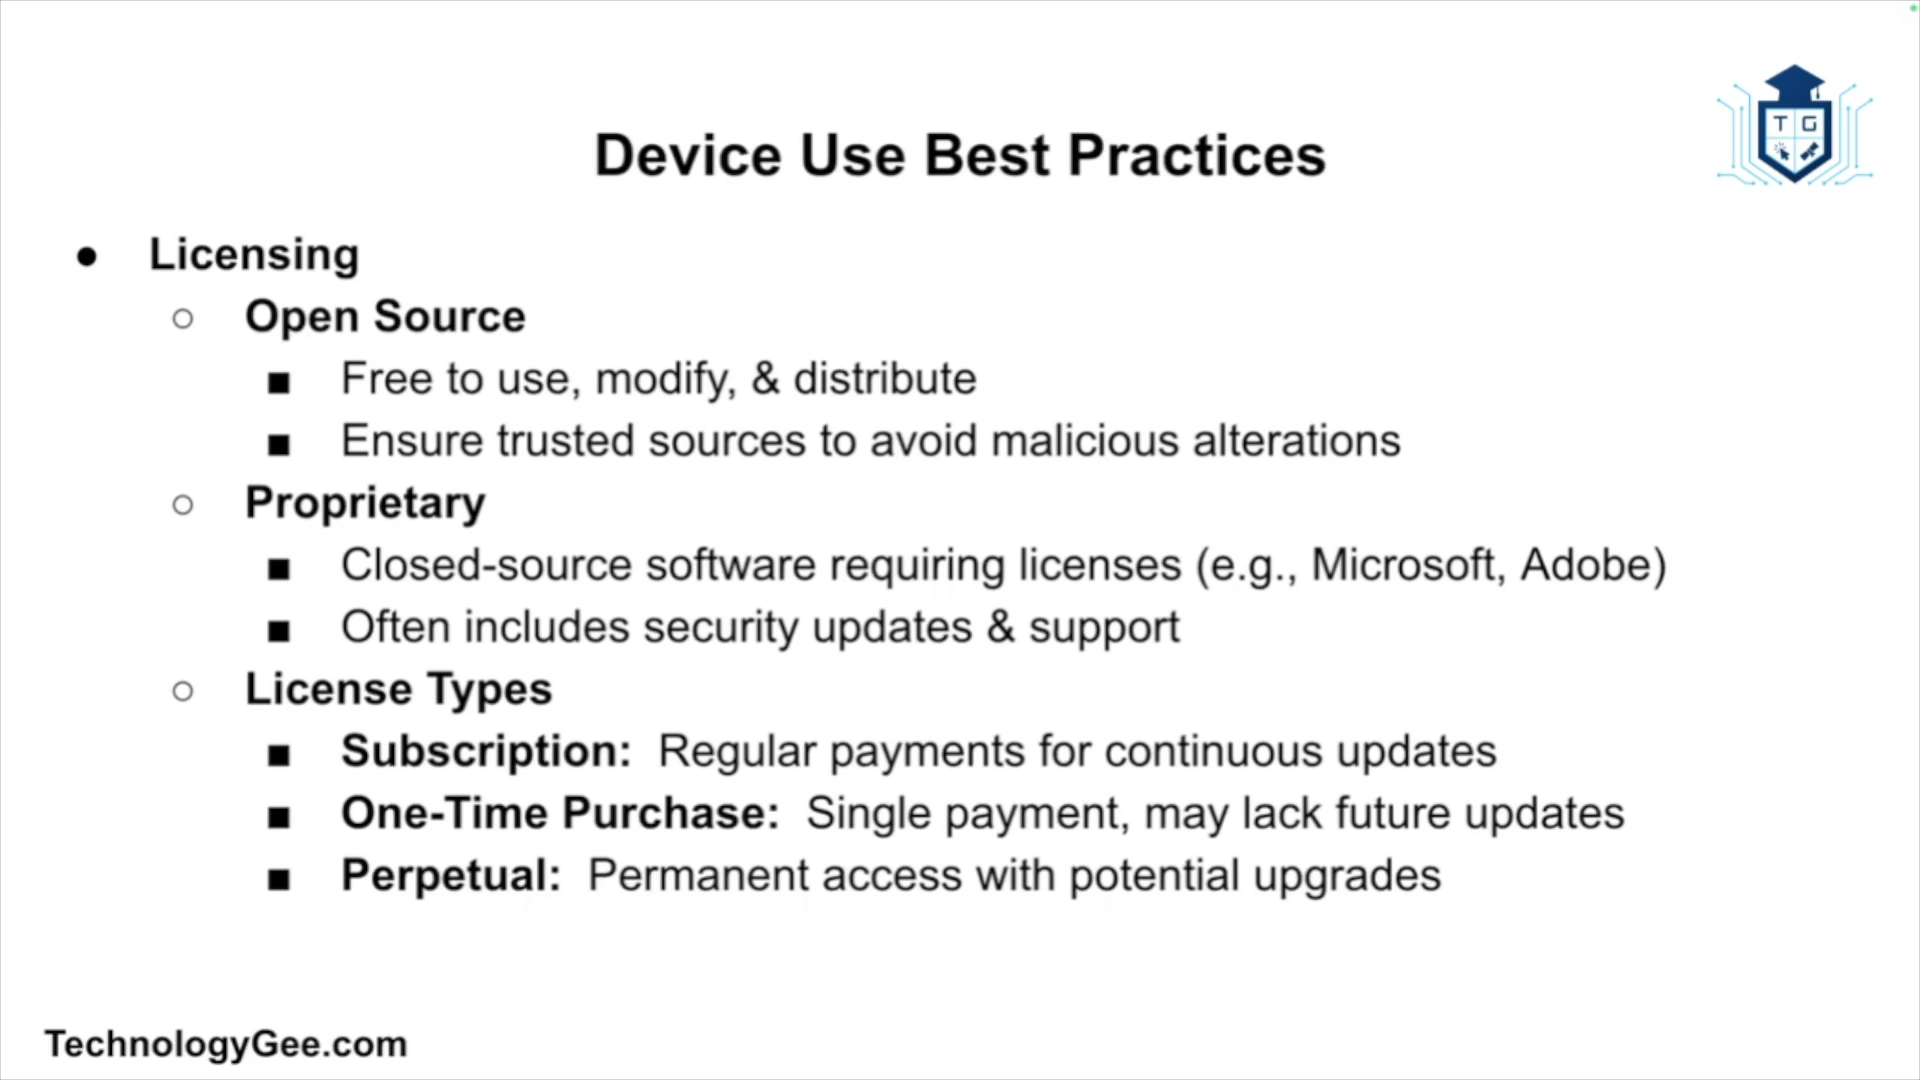 T G
Device Use Best Practices
● Licensing
○ Open Source
■ Free to use, modify, & distribute
■ Ensure trusted sources to avoid malicious alterations
○ Proprietary
■ Closed-source software requiring licenses (e.g., Microsoft, Adobe)
■ Often includes security updates & support
○ License Types
■ Subscription: Regular payments for continuous updates
■ One-Time Purchase: Single payment, may lack future updates
■ Perpetual: Permanent access with potential upgrades
TechnologyGee.com